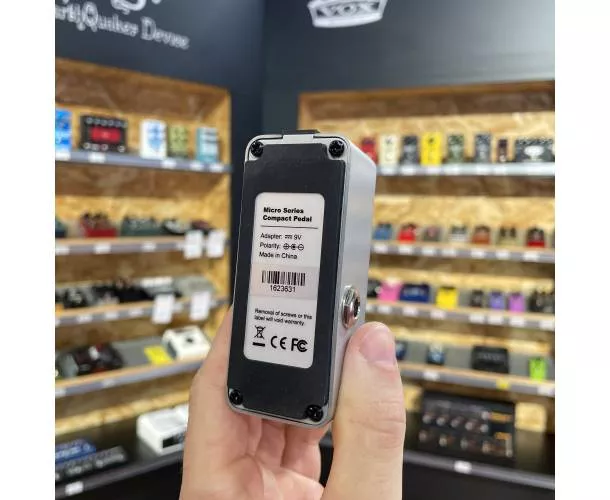 VOX
Micro Series
Compact Pedal
Adapter: ⎓ 9V
Polarity: ⊕⊙⊖
Made in China
1623631
Removal of screws or this
label will void warranty.
CE FC